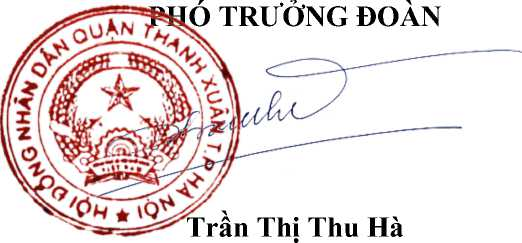 PHÓ TRƯỞNG ĐOÀN
HỘI ĐỒNG NHÂN DÂN QUẬN THANH XUÂN T.P HÀ NỘI
Trần Thị Thu Hà